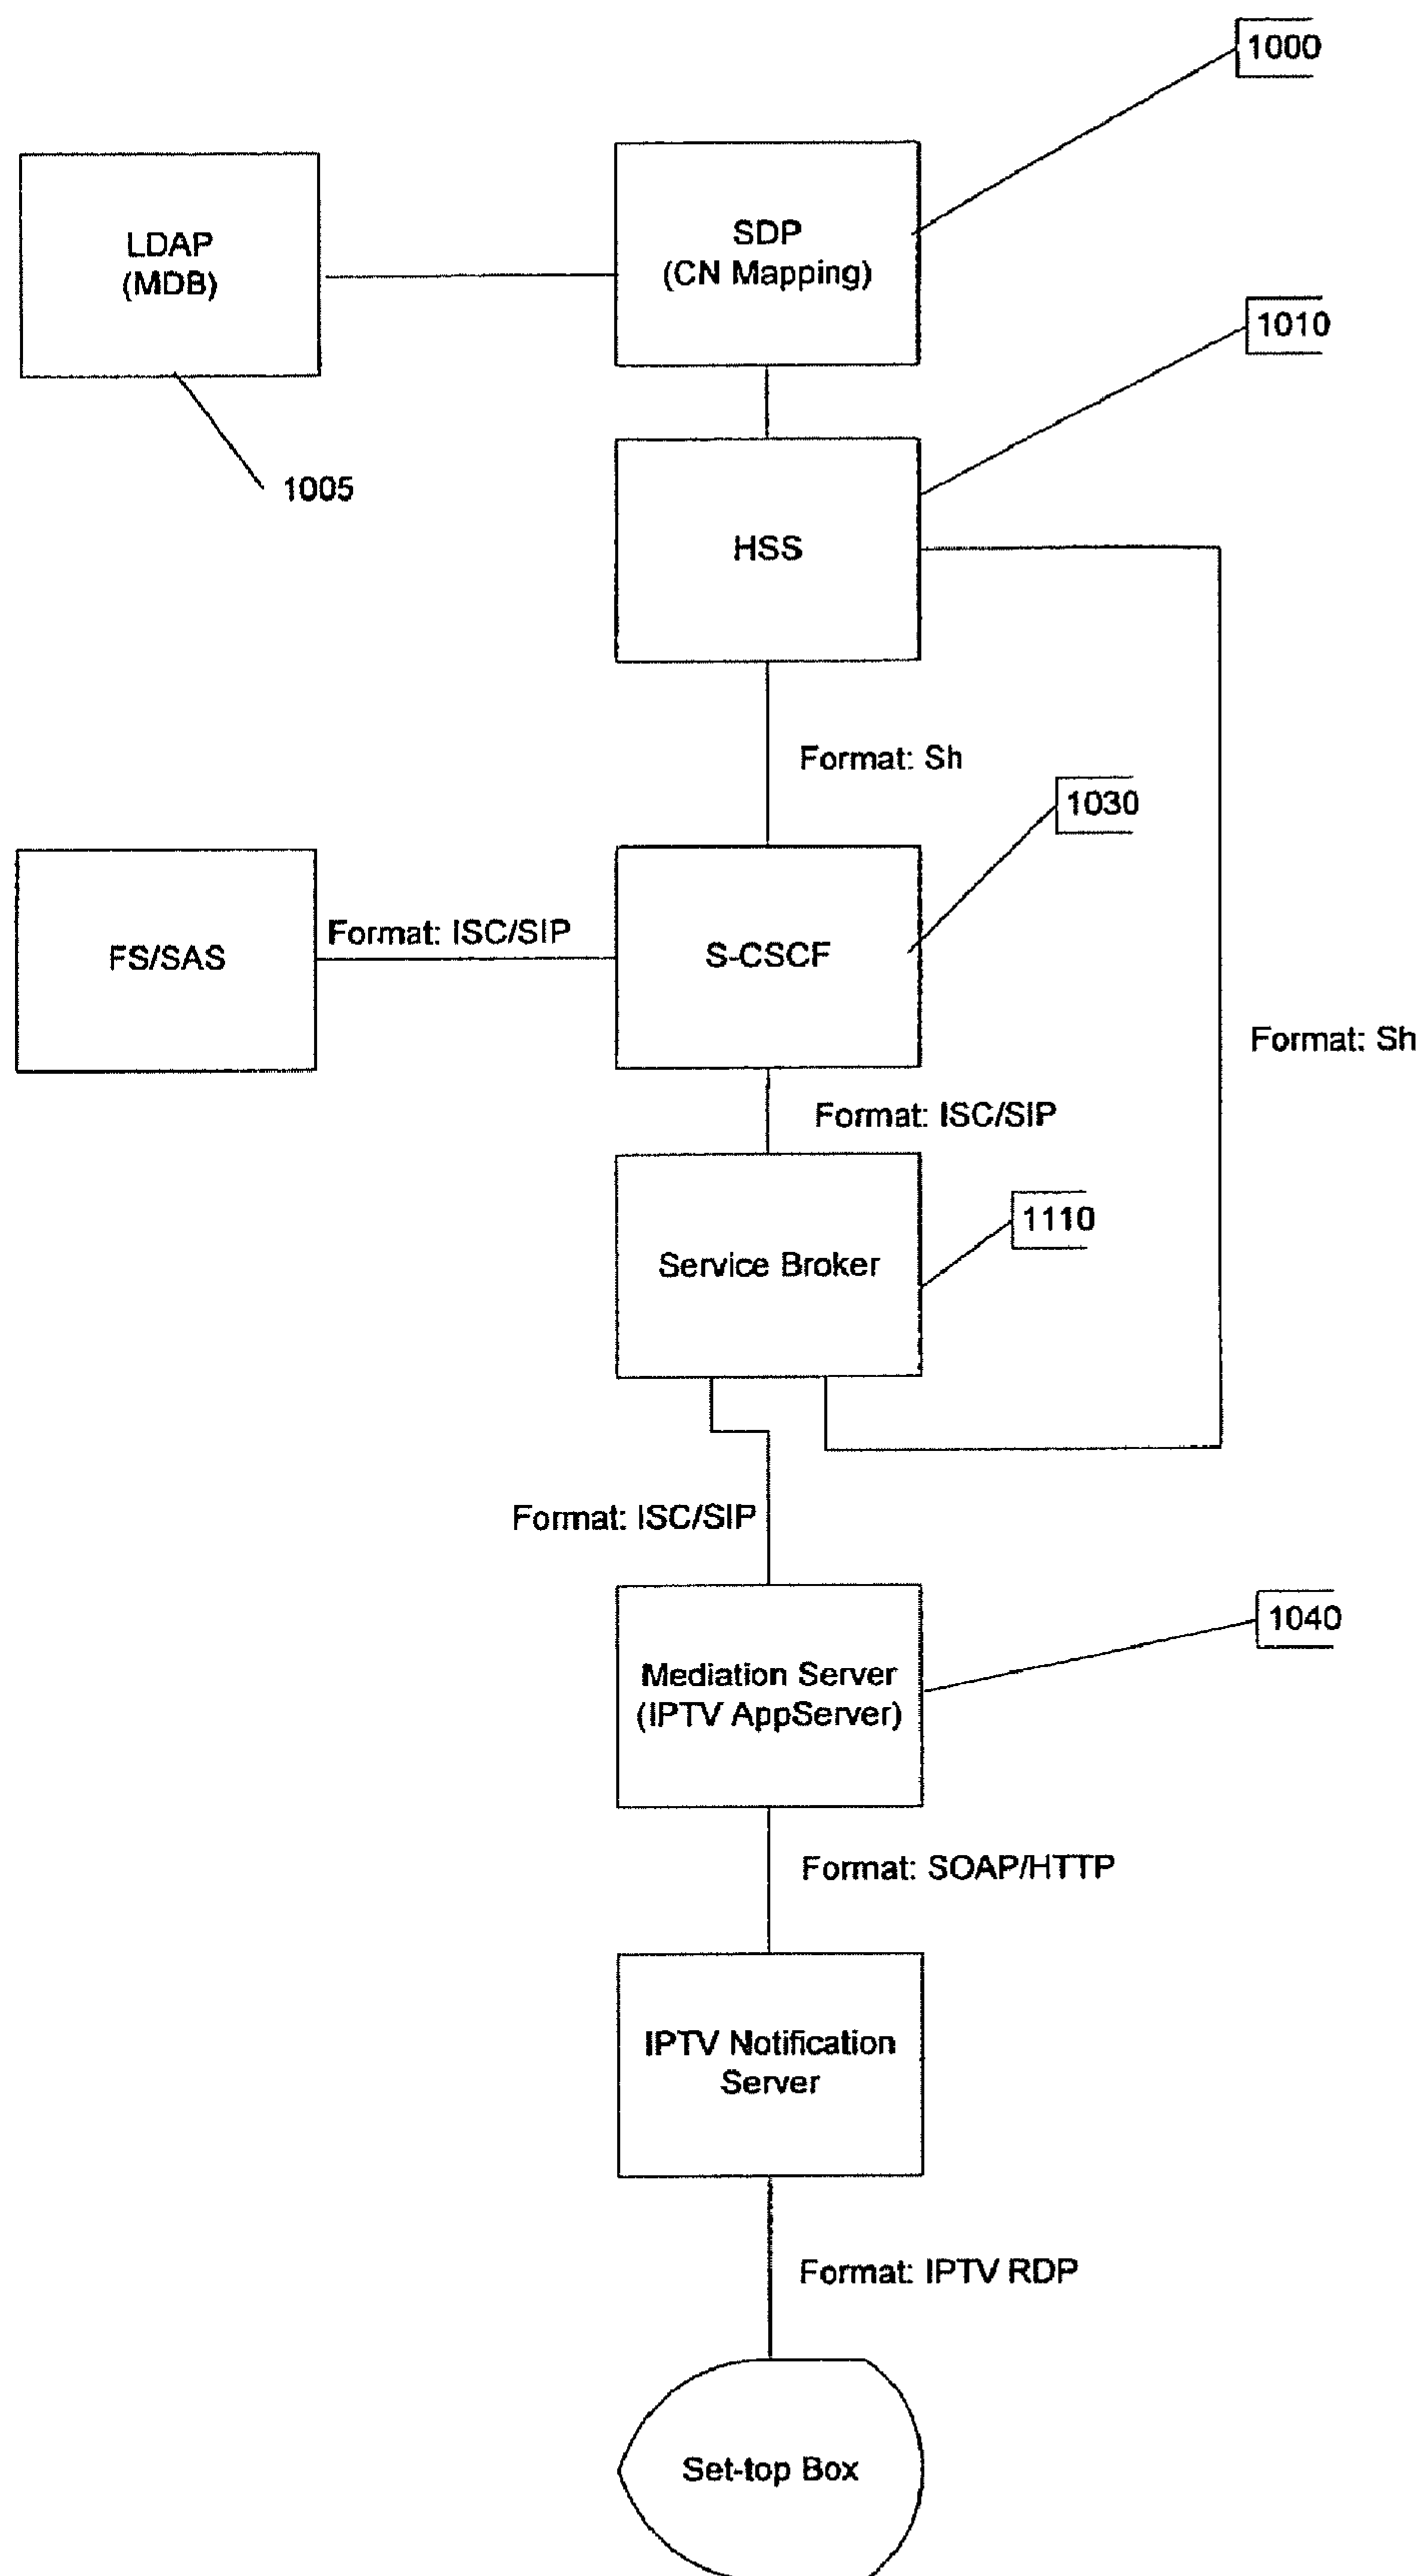 1000
LDAP
(MDB)
SDP
(CN Mapping)
1010
1005
HSS
Format: Sh
1030
FS/SAS
Format: ISC/SIP
S-CSCF
Format: Sh
Format: ISC/SIP
1110
Service Broker
Format: ISC/SIP
1040
Mediation Server
(IPTV AppServer)
Format: SOAP/HTTP
IPTV Notification
Server
Format: IPTV RDP
Set-top Box